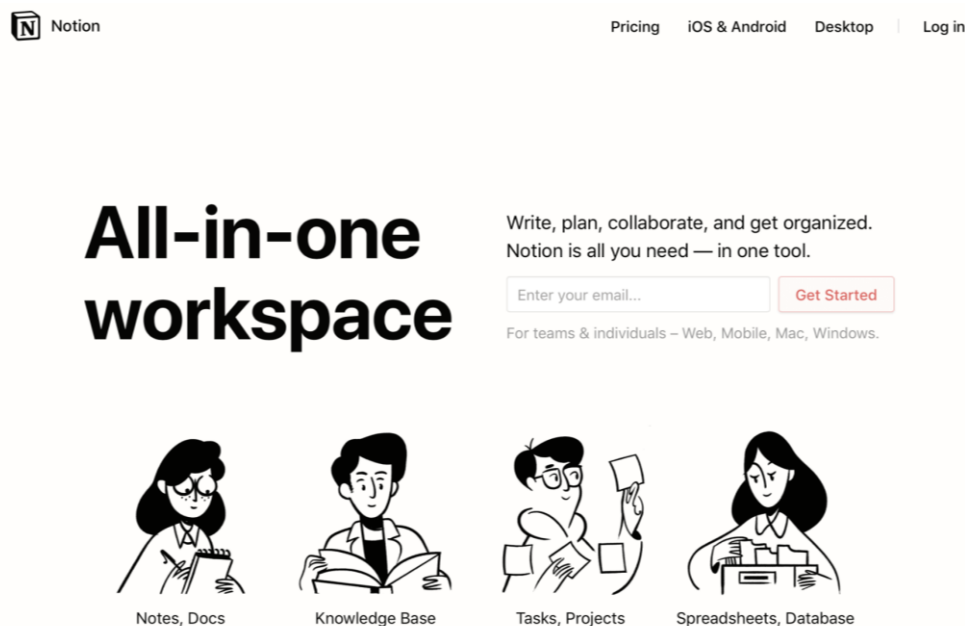 N Notion
Pricing iOS & Android Desktop Log in
All-in-one
workspace
Write, plan, collaborate, and get organized.
Notion is all you need — in one tool.
Enter your email... Get Started
For teams & individuals – Web, Mobile, Mac, Windows.
Notes, Docs
Knowledge Base
Tasks, Projects
Spreadsheets, Database